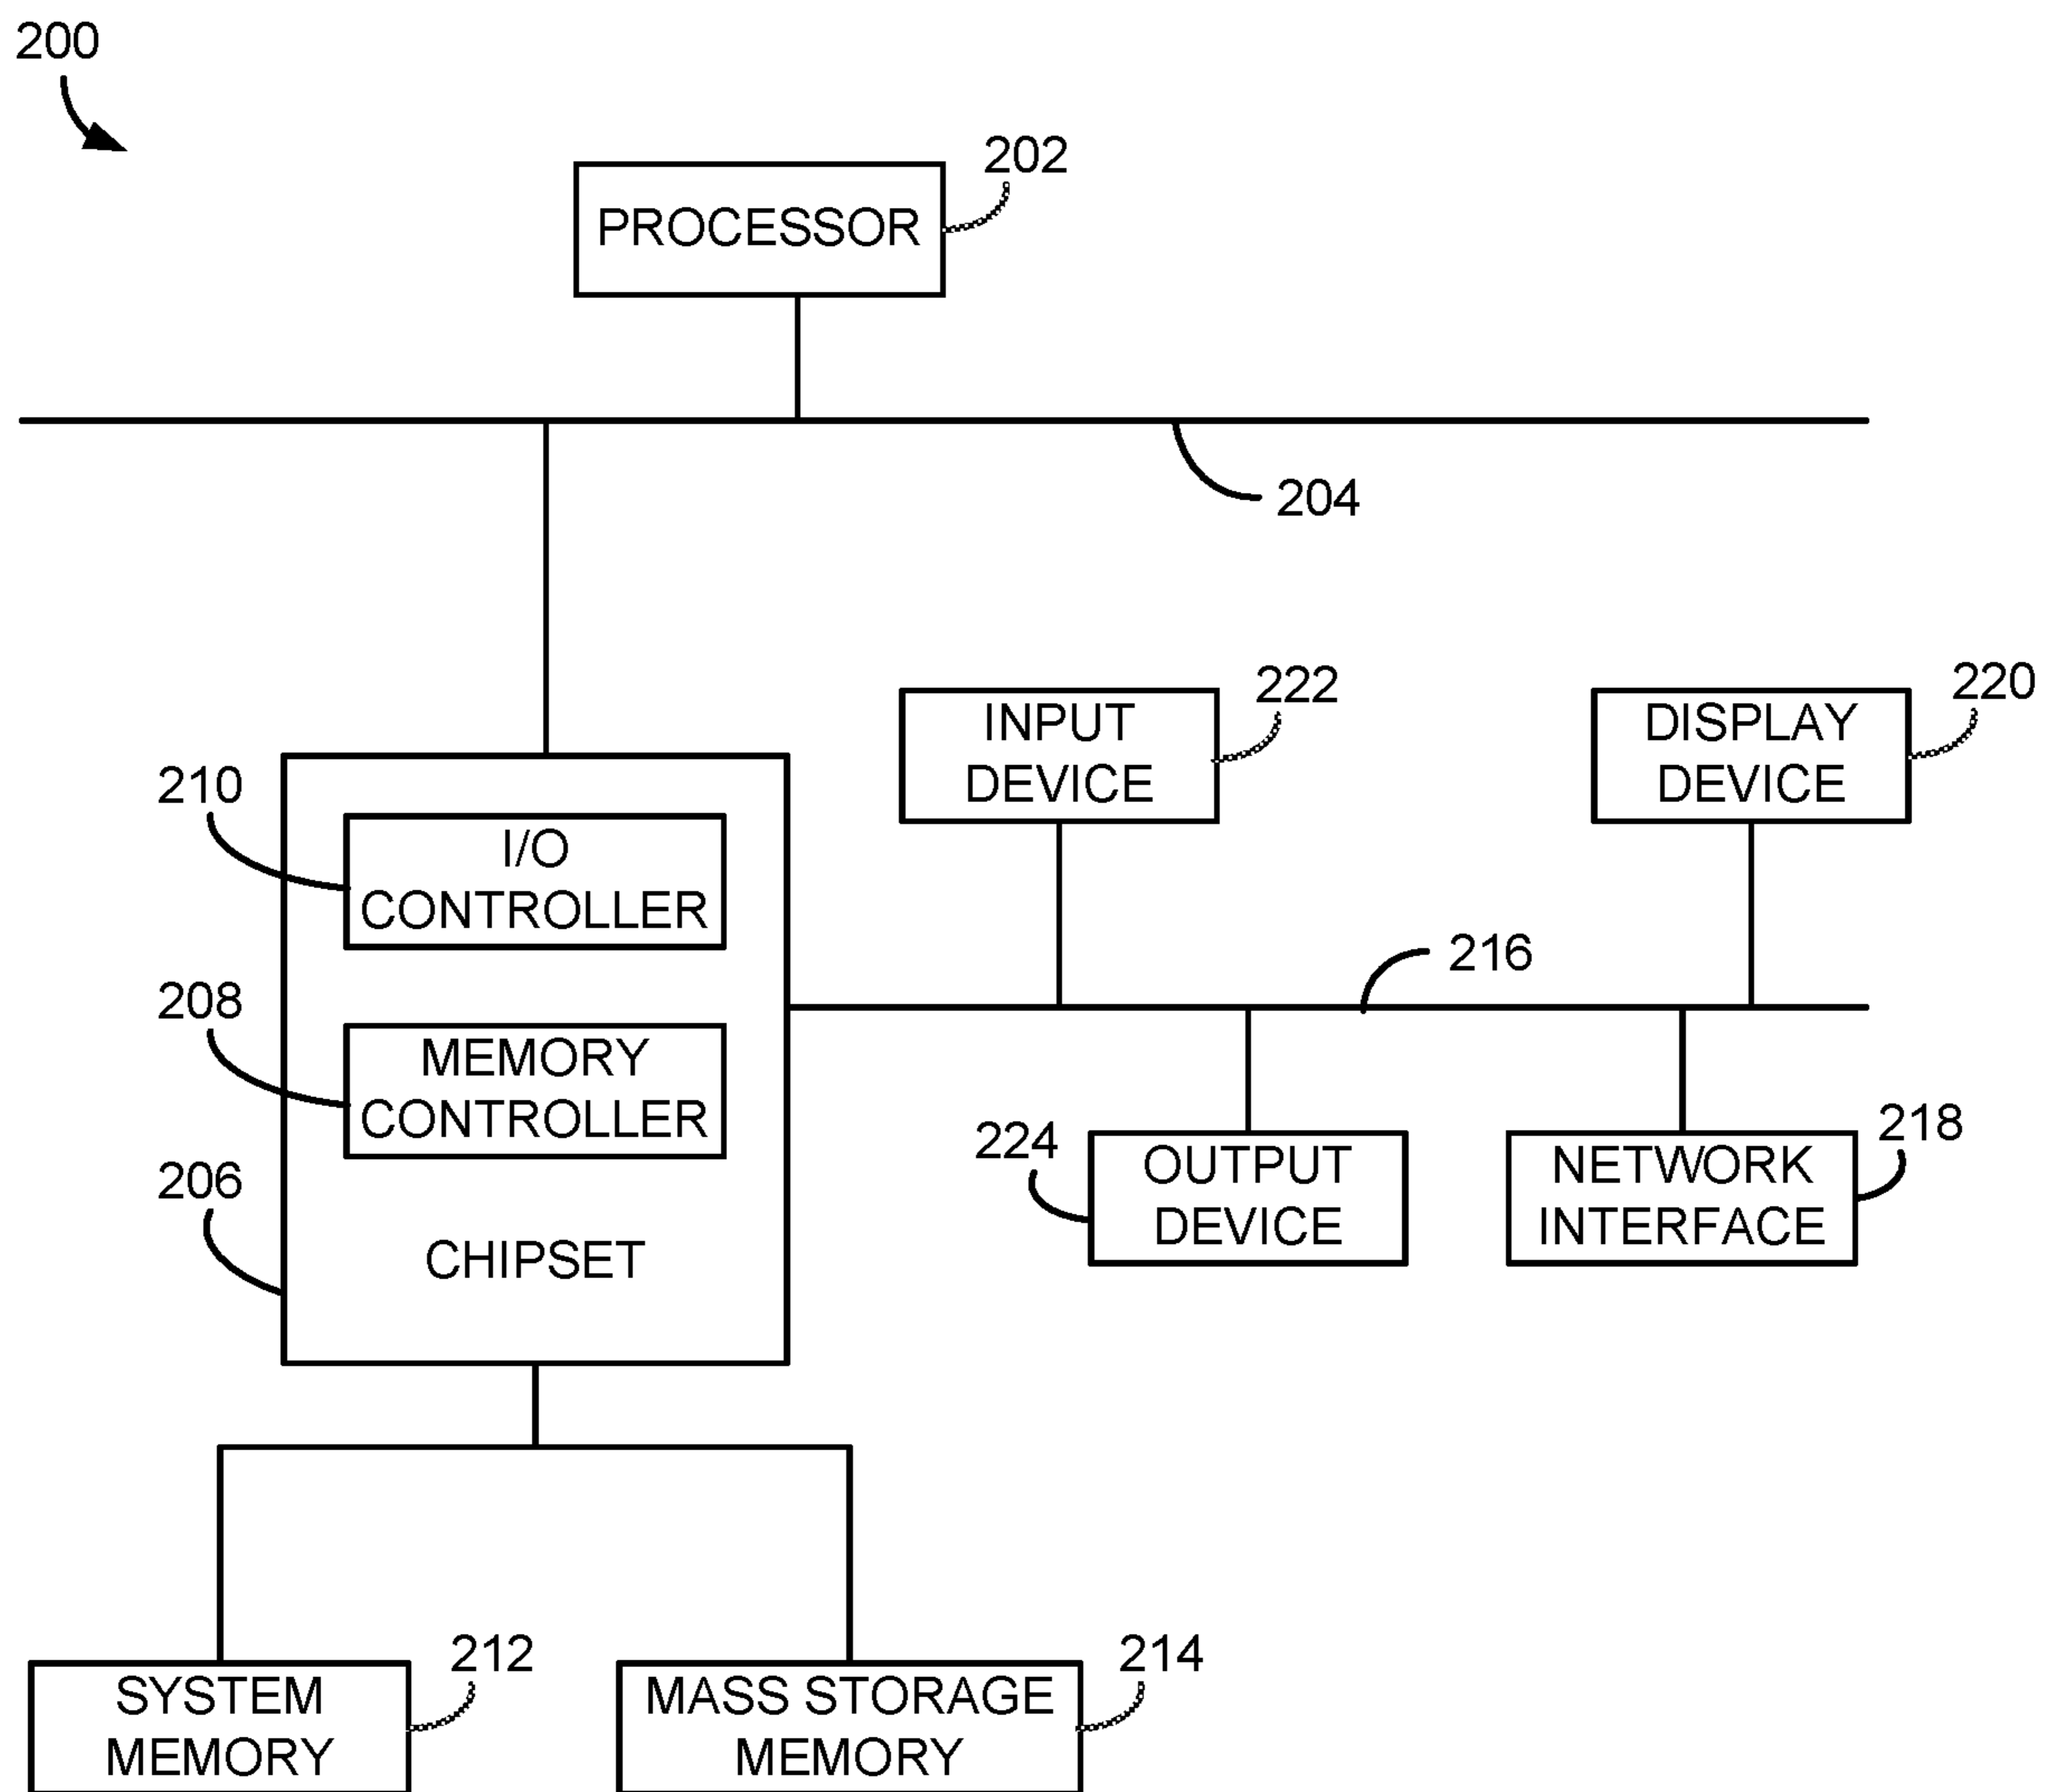 200
202
PROCESSOR
204
222
INPUT
DEVICE
220
DISPLAY
DEVICE
210
I/O
CONTROLLER
216
208
MEMORY
CONTROLLER
206
CHIPSET
224
OUTPUT
DEVICE
218
NETWORK
INTERFACE
212
SYSTEM
MEMORY
214
MASS STORAGE
MEMORY